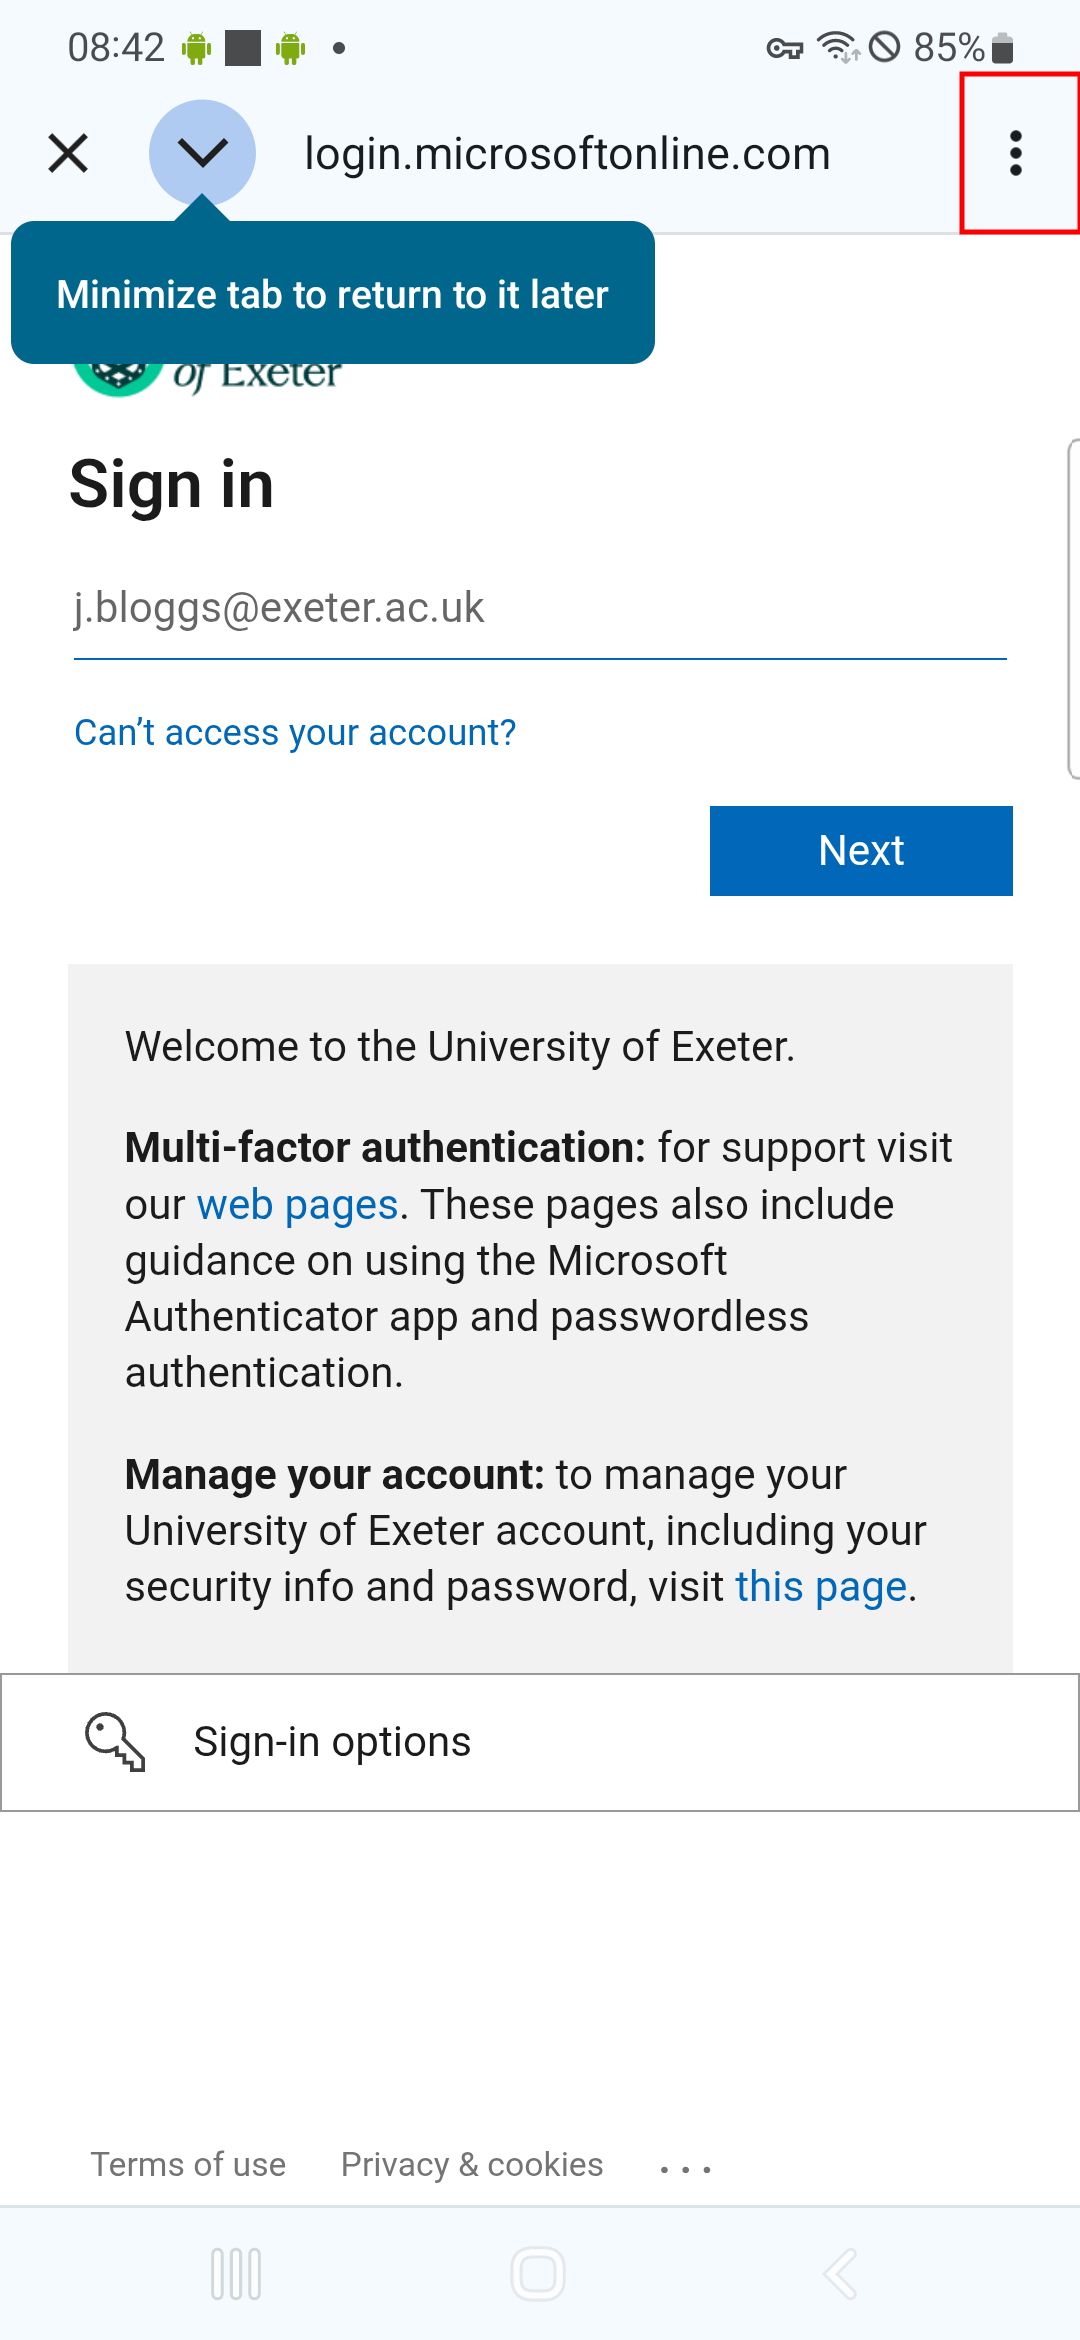 08:42
85%
login.microsoftonline.com
Minimize tab to return to it later
of Exeter
Sign in
j.bloggs@exeter.ac.uk
Can’t access your account?
Next
Welcome to the University of Exeter.
Multi-factor authentication: for support visit
our web pages. These pages also include
guidance on using the Microsoft
Authenticator app and passwordless
authentication.
Manage your account: to manage your
University of Exeter account, including your
security info and password, visit this page.
Sign-in options
Terms of use Privacy & cookies ...